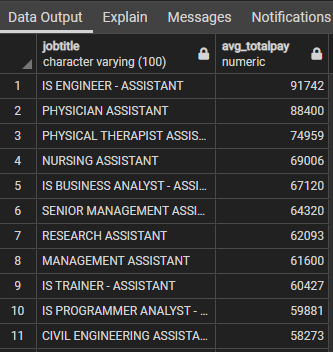 Data Output Explain Messages Notifications
jobtitle avg_totalpay
character varying (100) numeric
1 IS ENGINEER - ASSISTANT 91742
2 PHYSICIAN ASSISTANT 88400
3 PHYSICAL THERAPIST ASSIS... 74959
4 NURSING ASSISTANT 69006
5 IS BUSINESS ANALYST - ASSI... 67120
6 SENIOR MANAGEMENT ASSI... 64320
7 RESEARCH ASSISTANT 62093
8 MANAGEMENT ASSISTANT 61600
9 IS TRAINER - ASSISTANT 60427
10 IS PROGRAMMER ANALYST - ... 59881
11 CIVIL ENGINEERING ASSISTA... 58273